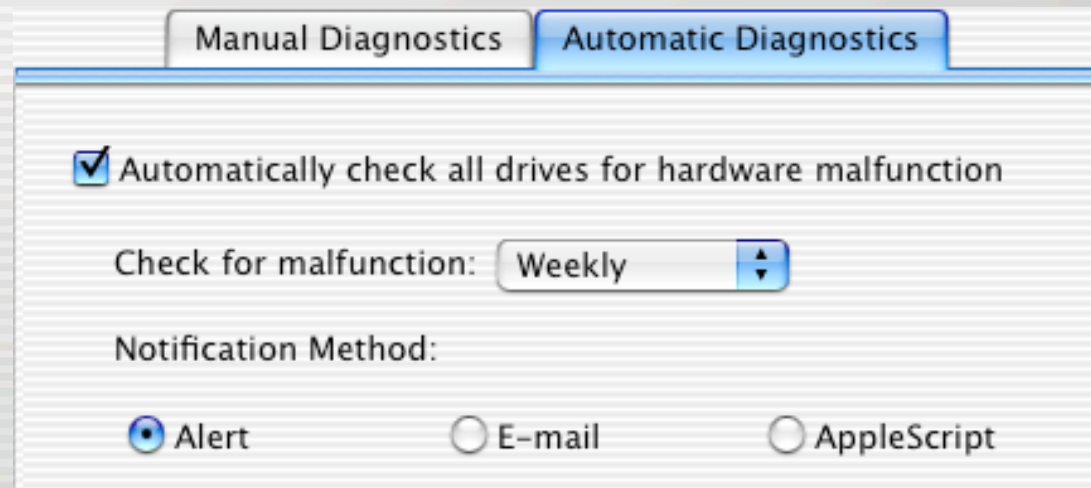 Manual Diagnostics Automatic Diagnostics
Automatically check all drives for hardware malfunction
Check for malfunction: Weekly
Notification Method:
Alert E-mail AppleScript